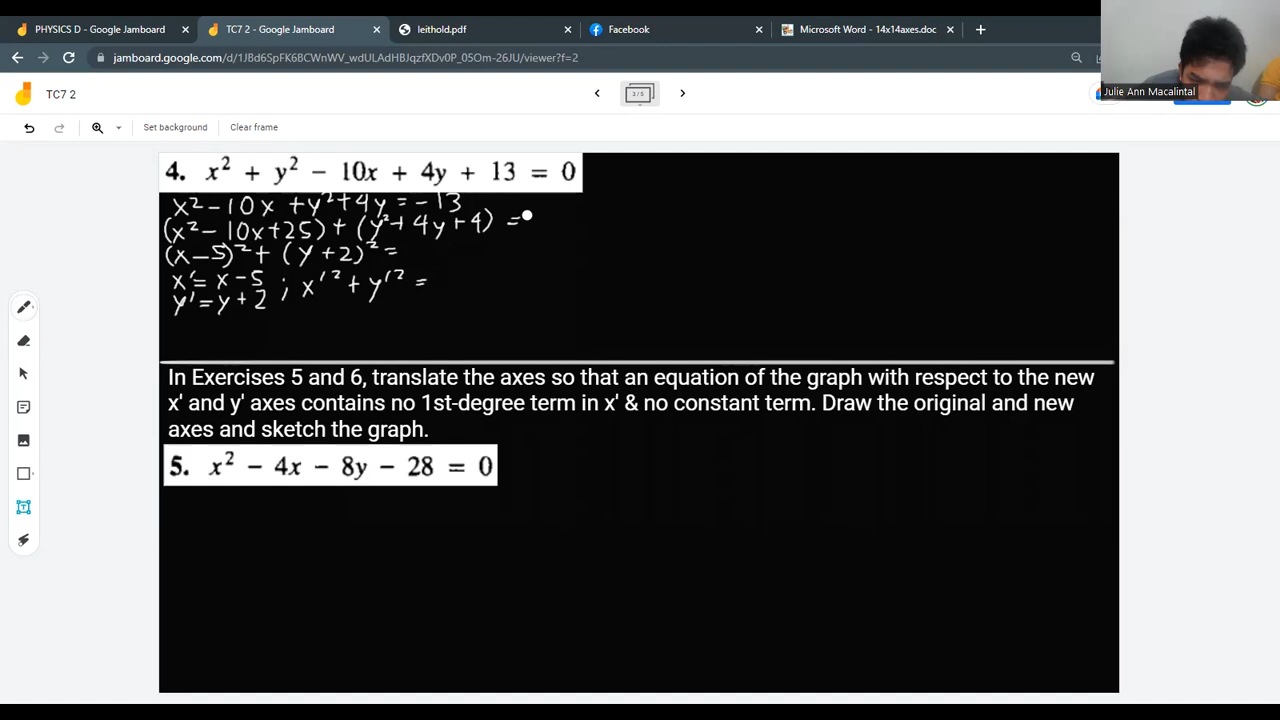 PHYSICS D - Google Jamboard
TC7 2 - Google Jamboard
leithold.pdf
Facebook
Microsoft Word - 14x14axes.doc
jamboard.google.com/d/1JBd6SpFK6BCWnWV_wdULAdHBJqzfXDv0P_05Om-26JU/viewer?f=2
Julie Ann Macalintal
TC7 2
3 / 5
Set background
Clear frame
4. x² + y² − 10x + 4y + 13 = 0
x² − 10x + y² + 4y = −13
(x² − 10x + 25) + (y² + 4y + 4) =
(x − 5)² + (y + 2)² =
x' = x − 5
y' = y + 2 ; x'² + y'² =
In Exercises 5 and 6, translate the axes so that an equation of the graph with respect to the new
x' and y' axes contains no 1st-degree term in x' & no constant term. Draw the original and new
axes and sketch the graph.
5. x² − 4x − 8y − 28 = 0